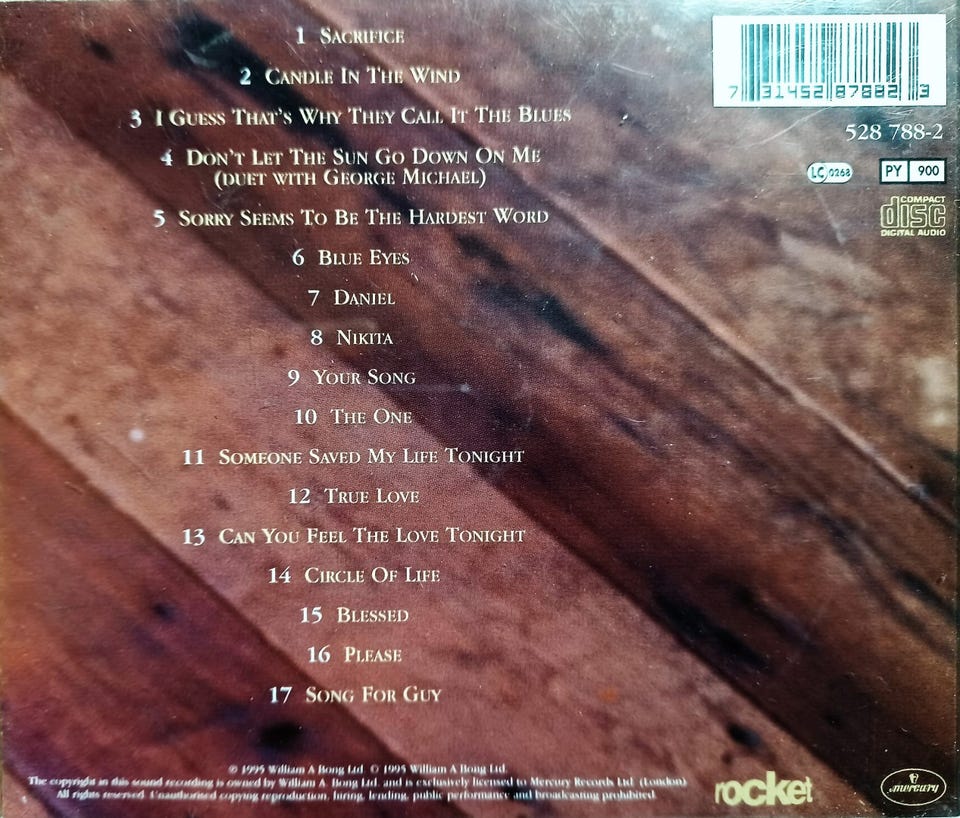 1 Sacrifice
2 Candle In The Wind
3 I Guess That's Why They Call It The Blues
4 Don't Let The Sun Go Down On Me
(duet with George Michael)
5 Sorry Seems To Be The Hardest Word
6 Blue Eyes
7 Daniel
8 Nikita
9 Your Song
10 The One
11 Someone Saved My Life Tonight
12 True Love
13 Can You Feel The Love Tonight
14 Circle Of Life
15 Blessed
16 Please
17 Song For Guy
7 31452 87882 3
528 788-2
LC 0268
PY 900
COMPACT
disc
DIGITAL AUDIO
℗ 1995 William A Bong Ltd. © 1995 William A Bong Ltd.
The copyright in this sound recording is owned by William A. Bong Ltd. and is exclusively licensed to Mercury Records Ltd. (London)
All rights reserved. Unauthorised copying reproduction, hiring, lending, public performance and broadcasting prohibited.
rocket
mercury